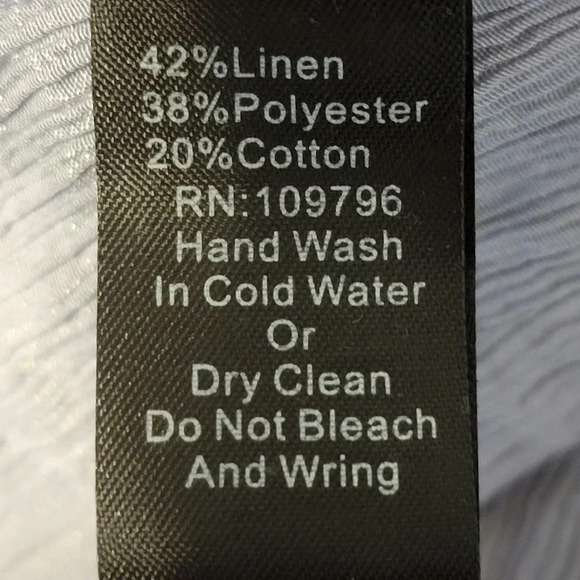 42%Linen
38%Polyester
20%Cotton
RN:109796
Hand Wash
In Cold Water
Or
Dry Clean
Do Not Bleach
And Wring